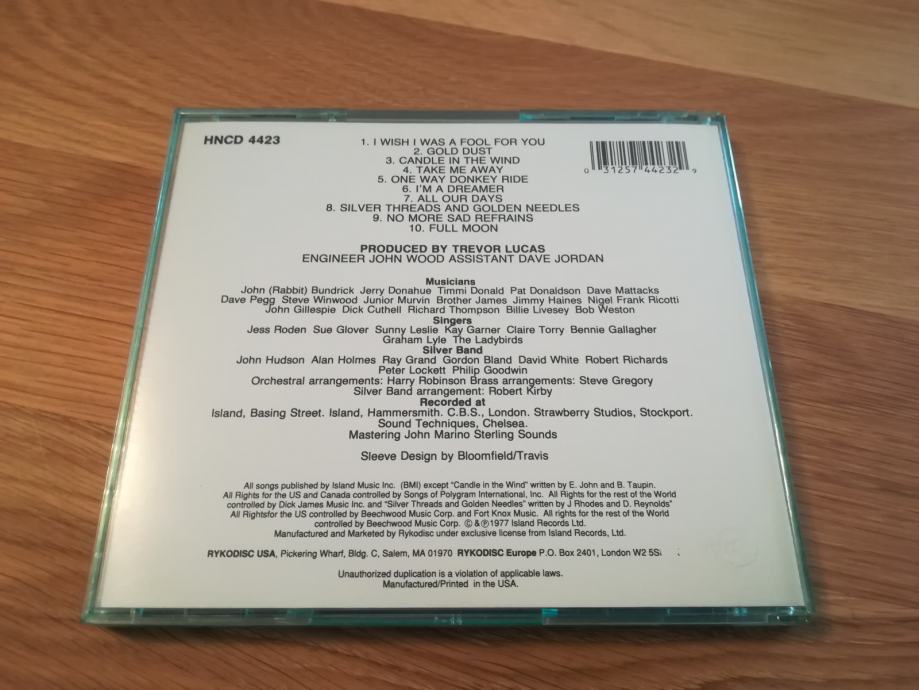 HNCD 4423
1. I WISH I WAS A FOOL FOR YOU
2. GOLD DUST
3. CANDLE IN THE WIND
4. TAKE ME AWAY
5. ONE WAY DONKEY RIDE
6. I'M A DREAMER
7. ALL OUR DAYS
8. SILVER THREADS AND GOLDEN NEEDLES
9. NO MORE SAD REFRAINS
10. FULL MOON
0 31257 44232 9
PRODUCED BY TREVOR LUCAS
ENGINEER JOHN WOOD ASSISTANT DAVE JORDAN
Musicians
John (Rabbit) Bundrick Jerry Donahue Timmi Donald Pat Donaldson Dave Mattacks
Dave Pegg Steve Winwood Junior Murvin Brother James Jimmy Haines Nigel Frank Ricotti
John Gillespie Dick Cuthell Richard Thompson Billie Livesey Bob Weston
Singers
Jess Roden Sue Glover Sunny Leslie Kay Garner Claire Torry Bennie Gallagher
Graham Lyle The Ladybirds
Silver Band
John Hudson Alan Holmes Ray Grand Gordon Bland David White Robert Richards
Peter Lockett Philip Goodwin
Orchestral arrangements: Harry Robinson Brass arrangements: Steve Gregory
Silver Band arrangement: Robert Kirby
Recorded at
Island, Basing Street. Island, Hammersmith. C.B.S., London. Strawberry Studios, Stockport.
Sound Techniques, Chelsea.
Mastering John Marino Sterling Sounds
Sleeve Design by Bloomfield/Travis
All songs published by Island Music Inc. (BMI) except "Candle in the Wind" written by E. John and B. Taupin.
All Rights for the US and Canada controlled by Songs of Polygram International, Inc. All Rights for the rest of the world
controlled by Dick James Music Inc. and "Silver Threads and Golden Needles" written by J Rhodes and D. Reynolds"
All Rightsfor the US controlled by Beechwood Music Corp. and Fort Knox Music. All rights for the rest of the World
controlled by Beechwood Music Corp. ©&℗1977 Island Records Ltd.
Manufactured and Marketed by Rykodisc under exclusive license from Island Records, Ltd.
RYKODISC USA, Pickering Wharf, Bldg. C, Salem, MA 01970 RYKODISC Europe P.O. Box 2401, London W2 5S
Unauthorized duplication is a violation of applicable laws.
Manufactured/Printed in the USA.